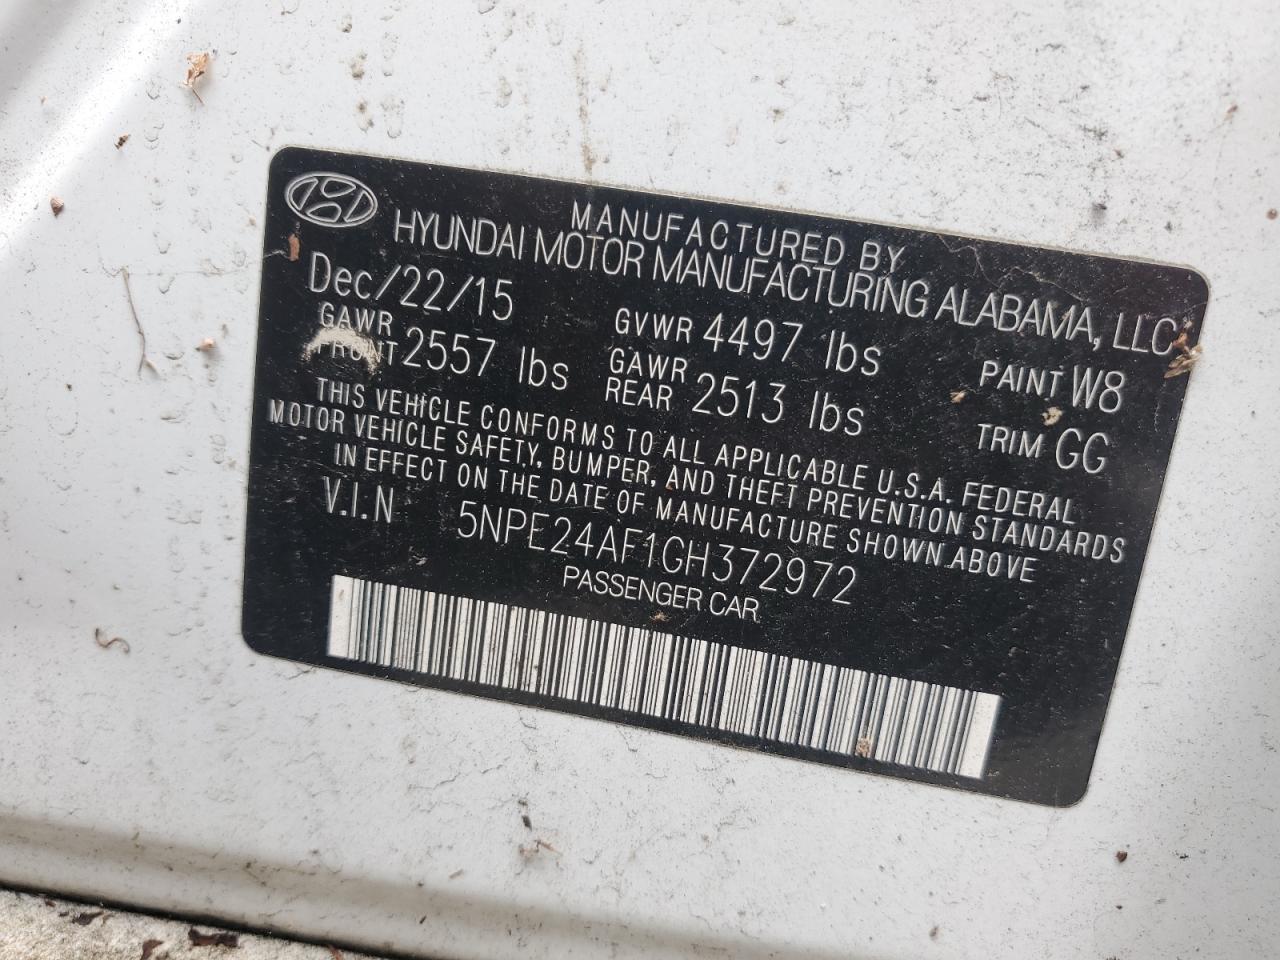 MANUFACTURED BY
HYUNDAI MOTOR MANUFACTURING ALABAMA, LLC
Dec/22/15
GVWR 4497 lbs
PAINT W8
GAWR FRONT 2557 lbs
GAWR REAR 2513 lbs
TRIM GG
THIS VEHICLE CONFORMS TO ALL APPLICABLE U.S.A. FEDERAL
MOTOR VEHICLE SAFETY, BUMPER, AND THEFT PREVENTION STANDARDS
IN EFFECT ON THE DATE OF MANUFACTURE SHOWN ABOVE
V.I.N 5NPE24AF1GH372972
PASSENGER CAR